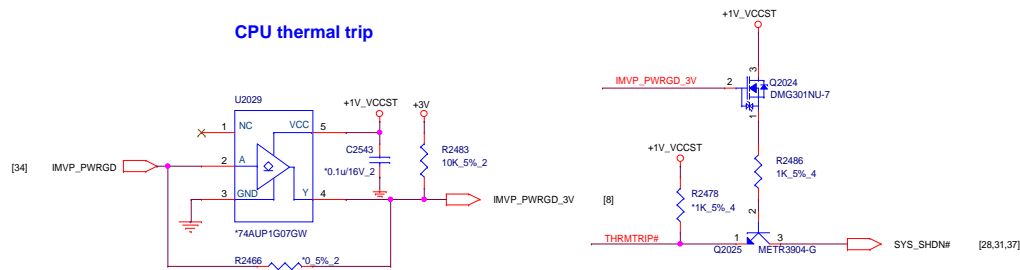 CPU thermal trip
+1V_VCCST
3
IMVP_PWRGD_3V
2
Q2024
DMG301NU-7
1
U2029
+1V_VCCST
+3V
1
NC
VCC
5
C2543
*0.1u/16V_2
R2483
10K_5%_2
[34]
IMVP_PWRGD
2
A
3
GND
Y
4
IMVP_PWRGD_3V
[8]
*74AUP1G07GW
R2466
*0_5%_2
+1V_VCCST
R2486
1K_5%_4
R2478
*1K_5%_4
2
THRMTRIP#
1
3
Q2025
METR3904-G
SYS_SHDN#
[28,31,37]